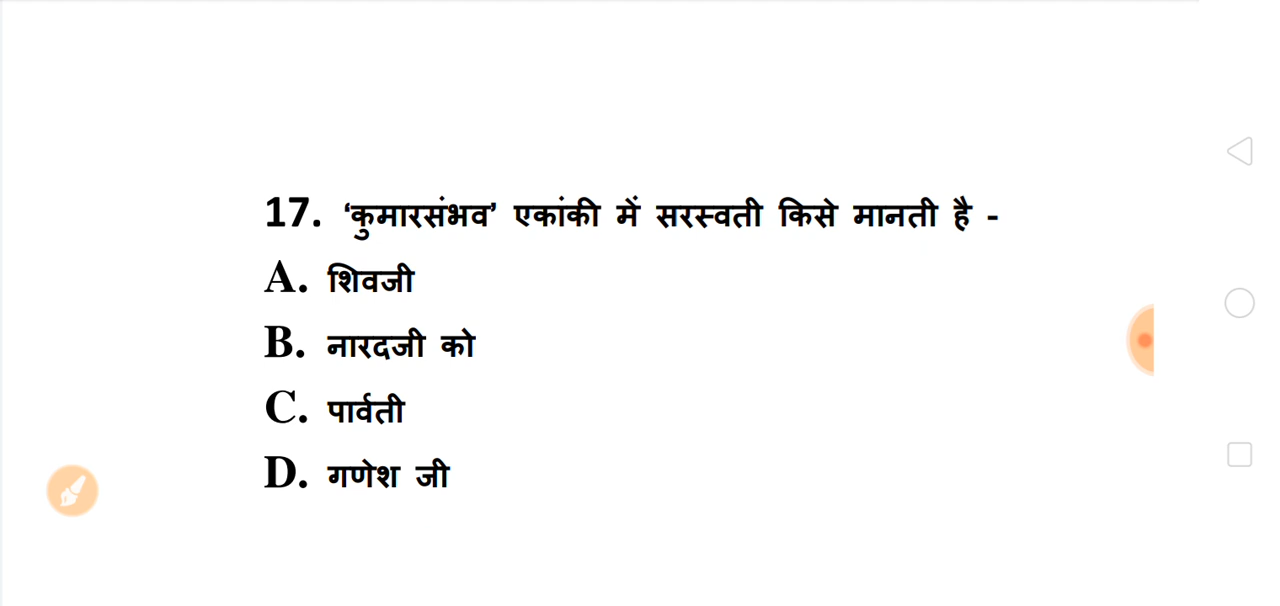 17. ‘कुमारसंभव’ एकांकी में सरस्वती किसे मानती है -
A. शिवजी
B. नारदजी को
C. पार्वती
D. गणेश जी